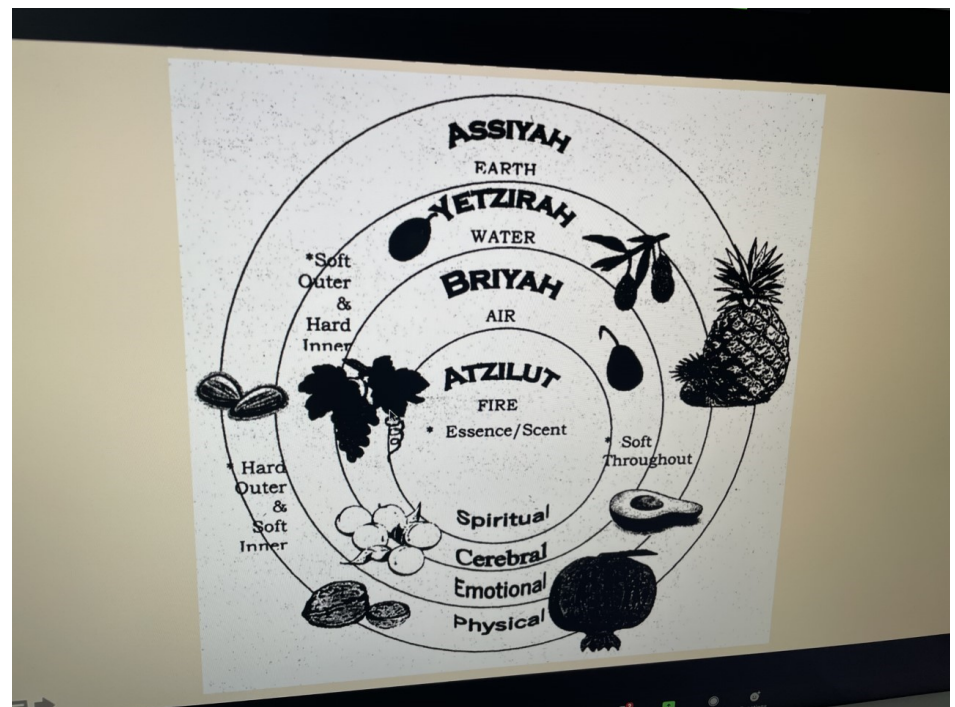 ASSIYAH
EARTH
YETZIRAH
WATER
*Soft
Outer
&
Hard
Inner
BRIYAH
AIR
ATZILUT
FIRE
* Essence/Scent
* Soft
Throughout
* Hard
Outer
&
Soft
Inner
Spiritual
Cerebral
Emotional
Physical